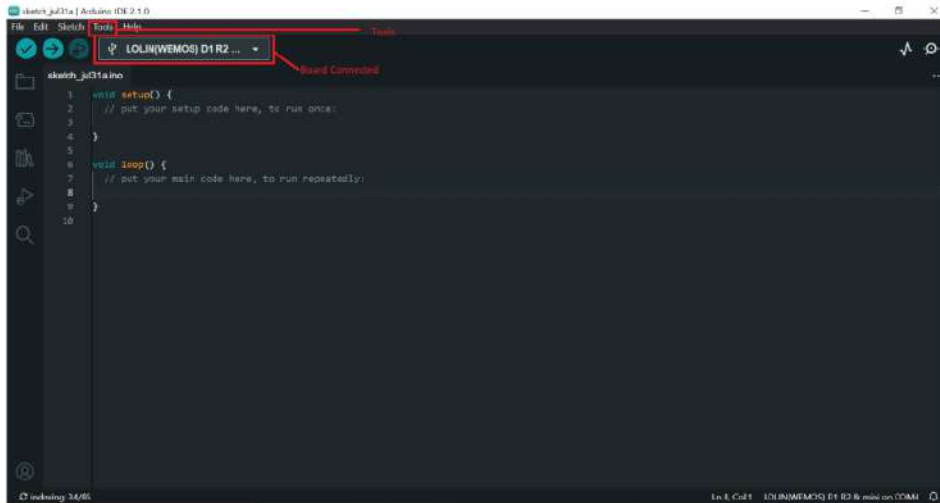 sketch_jul31a | Arduino IDE 2.1.0
File Edit Sketch Tools Help
Tools
LOLIN(WEMOS) D1 R2 ...
Board Connected
sketch_jul31a.ino
1 void setup() {
2 // put your setup code here, to run once:
3
4 }
5
6 void loop() {
7 // put your main code here, to run repeatedly:
8
9 }
10
indexing: 34/85
Ln 8, Col 1 LOLIN(WEMOS) D1 R2 & mini on COM4